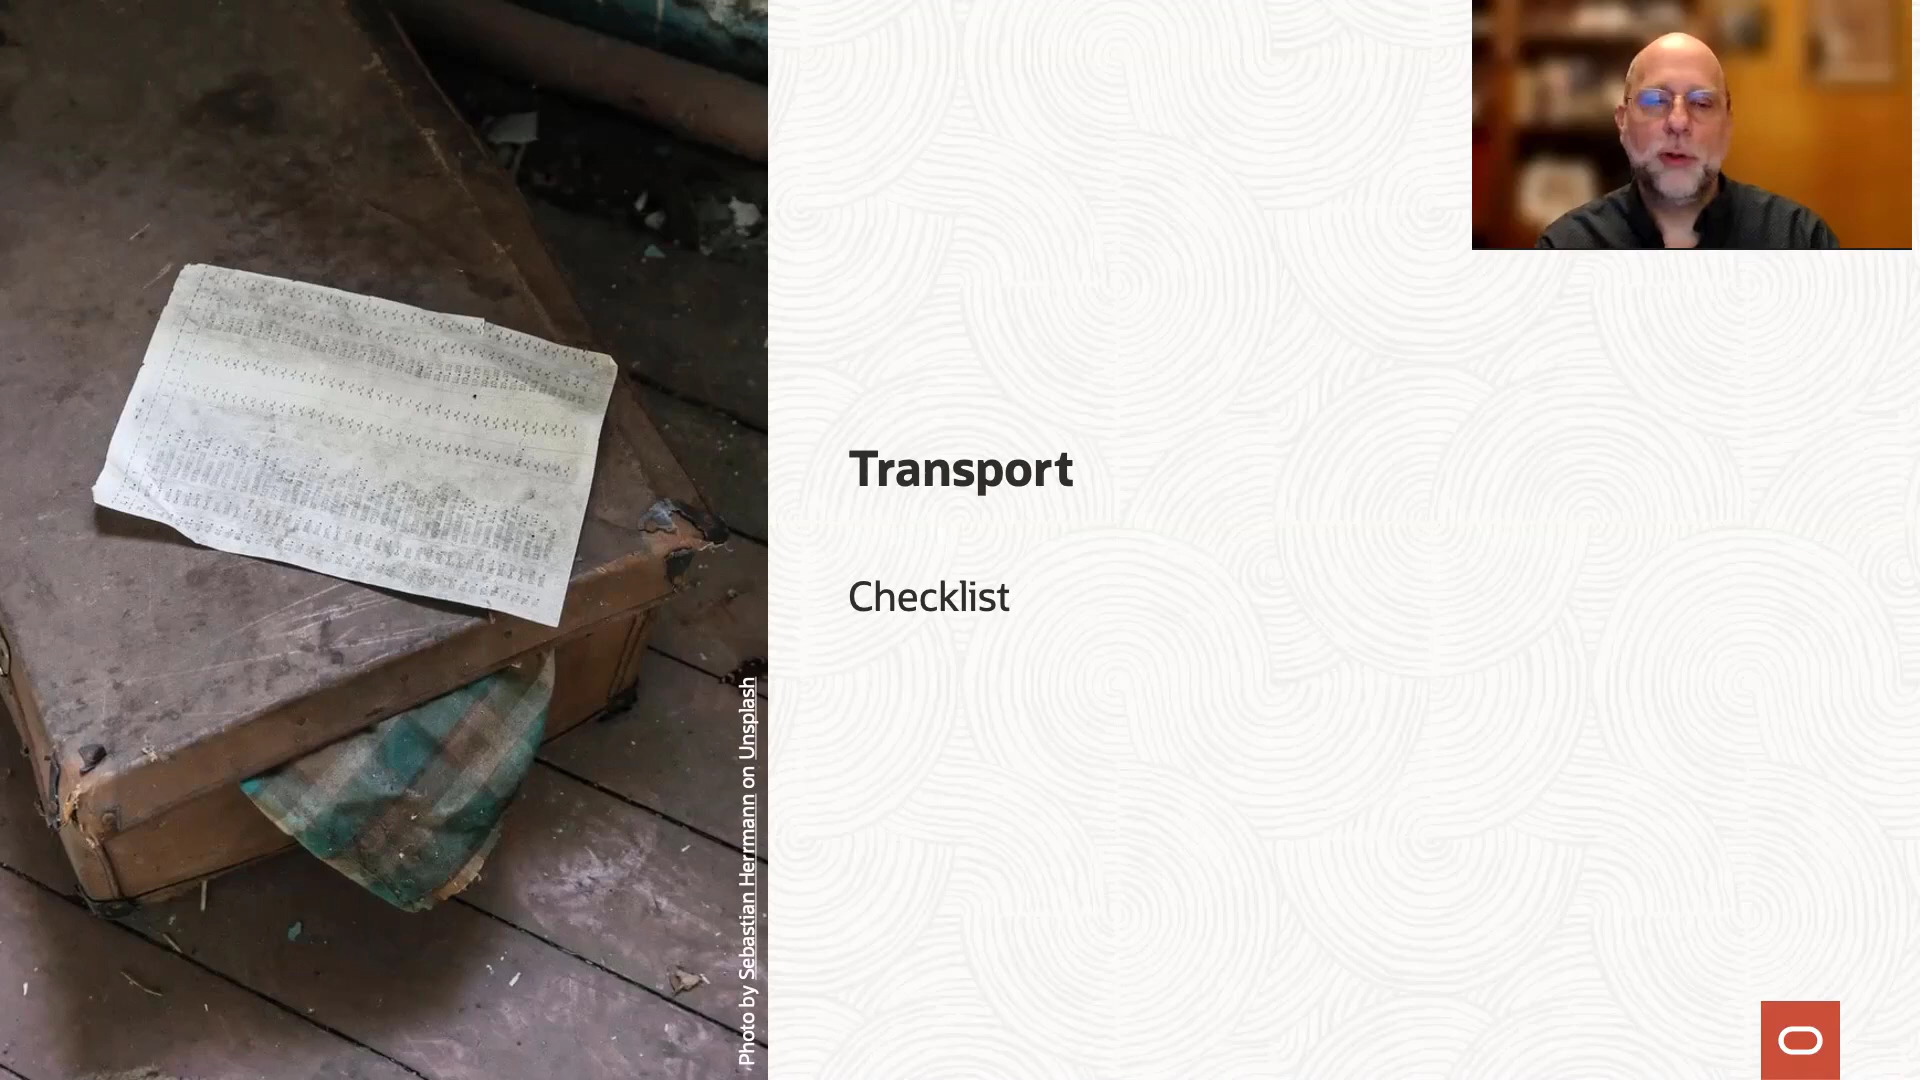 Transport
Checklist
Photo by Sebastian Herrmann on Unsplash